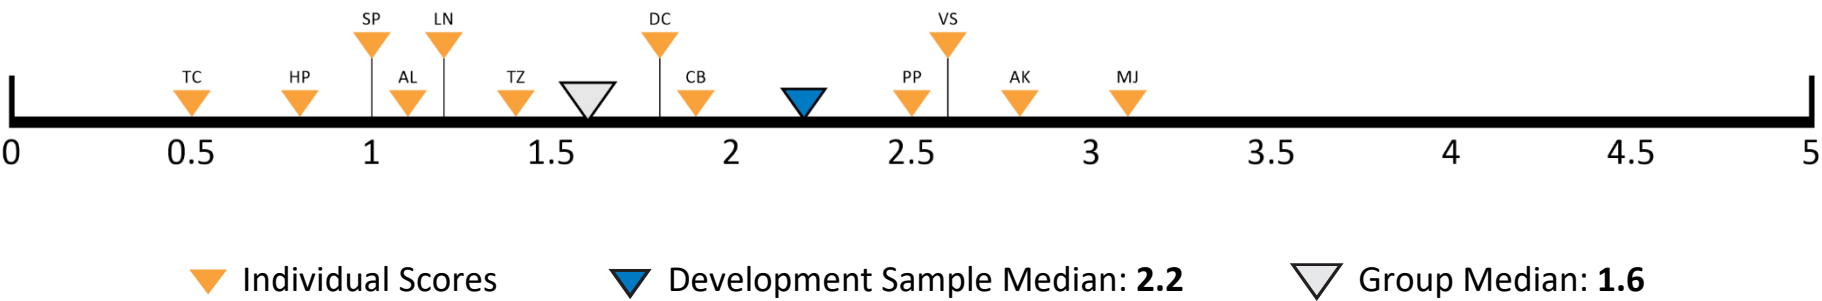 SP LN DC VS
TC HP AL TZ CB PP AK MJ
0 0.5 1 1.5 2 2.5 3 3.5 4 4.5 5
Individual Scores Development Sample Median: 2.2 Group Median: 1.6